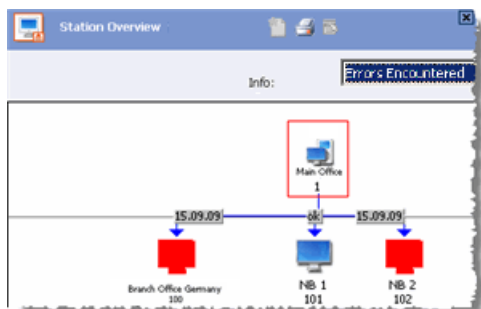 Station Overview
Info:
Errors Encountered
Main Office
1
15.09.09
ok
15.09.09
Branch Office Germany
100
NB 1
101
NB 2
102